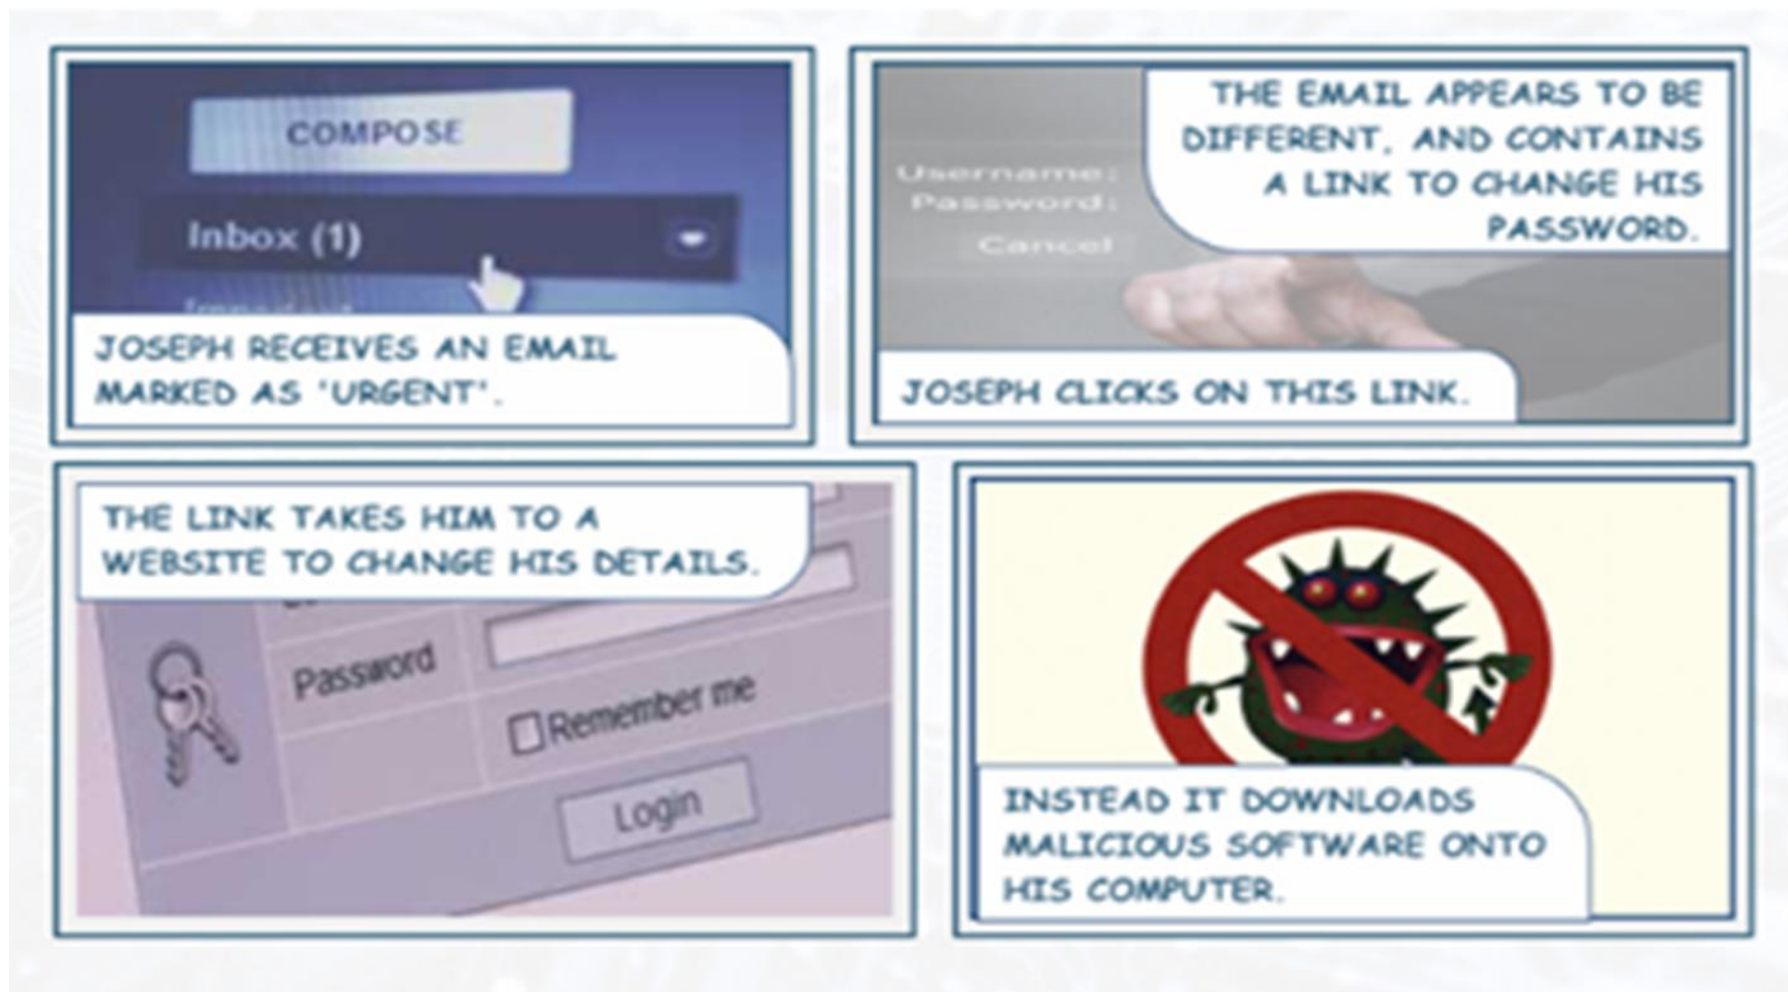 COMPOSE
Inbox (1)
JOSEPH RECEIVES AN EMAIL
MARKED AS 'URGENT'.
THE EMAIL APPEARS TO BE
DIFFERENT, AND CONTAINS
A LINK TO CHANGE HIS
PASSWORD.
Username:
Password:
Cancel
JOSEPH CLICKS ON THIS LINK.
THE LINK TAKES HIM TO A
WEBSITE TO CHANGE HIS DETAILS.
Password
Remember me
Login
INSTEAD IT DOWNLOADS
MALICIOUS SOFTWARE ONTO
HIS COMPUTER.